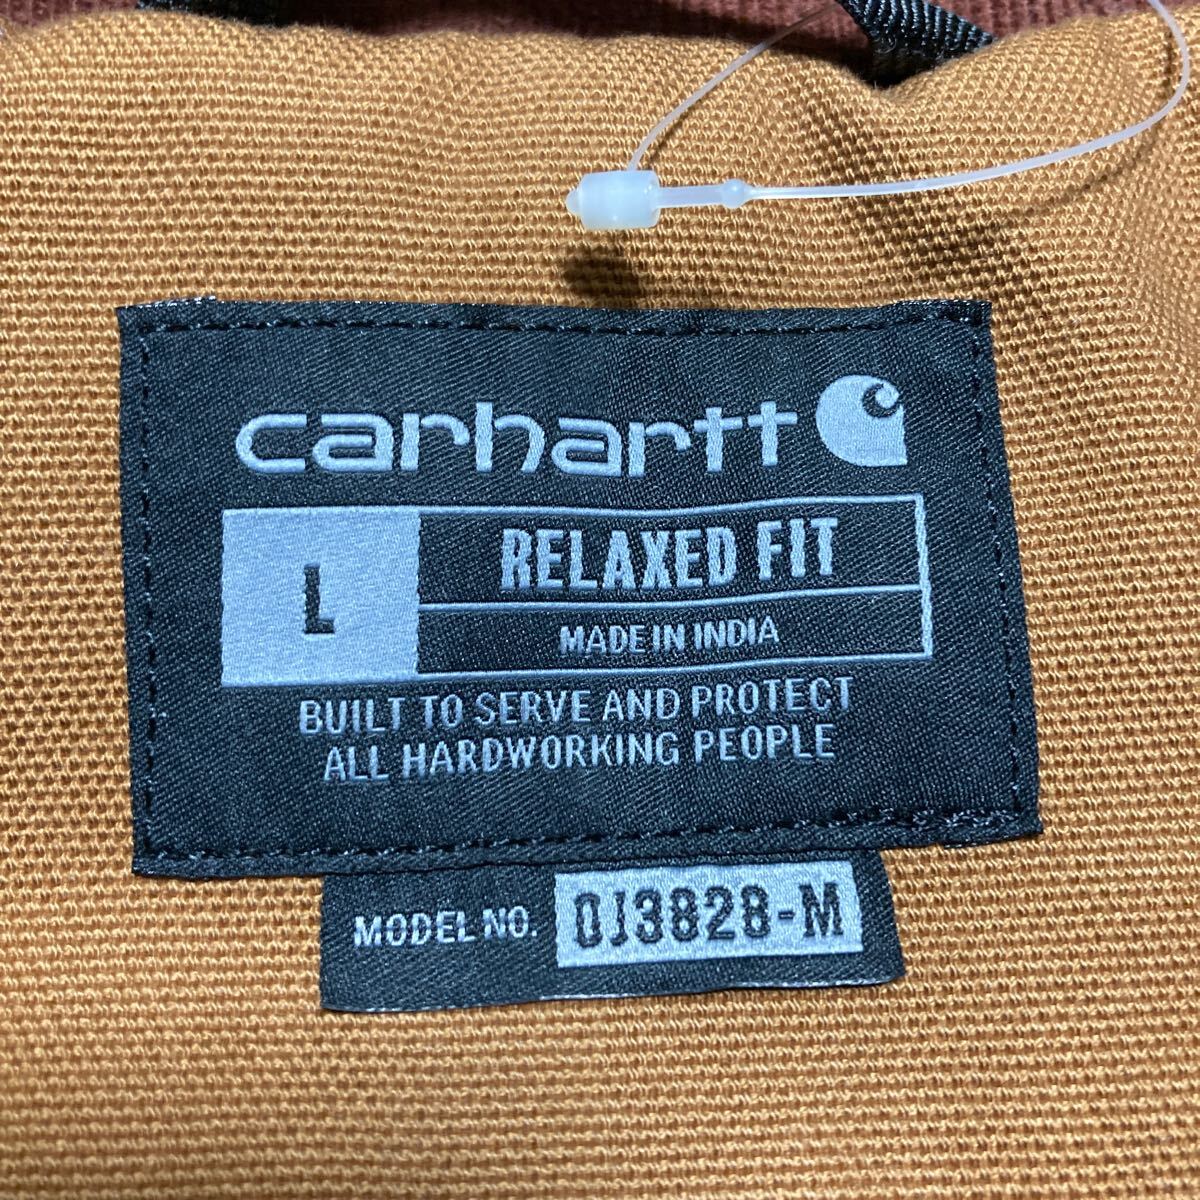 carhartt
L
RELAXED FIT
MADE IN INDIA
BUILT TO SERVE AND PROTECT
ALL HARDWORKING PEOPLE
MODEL NO. OJ3828-M